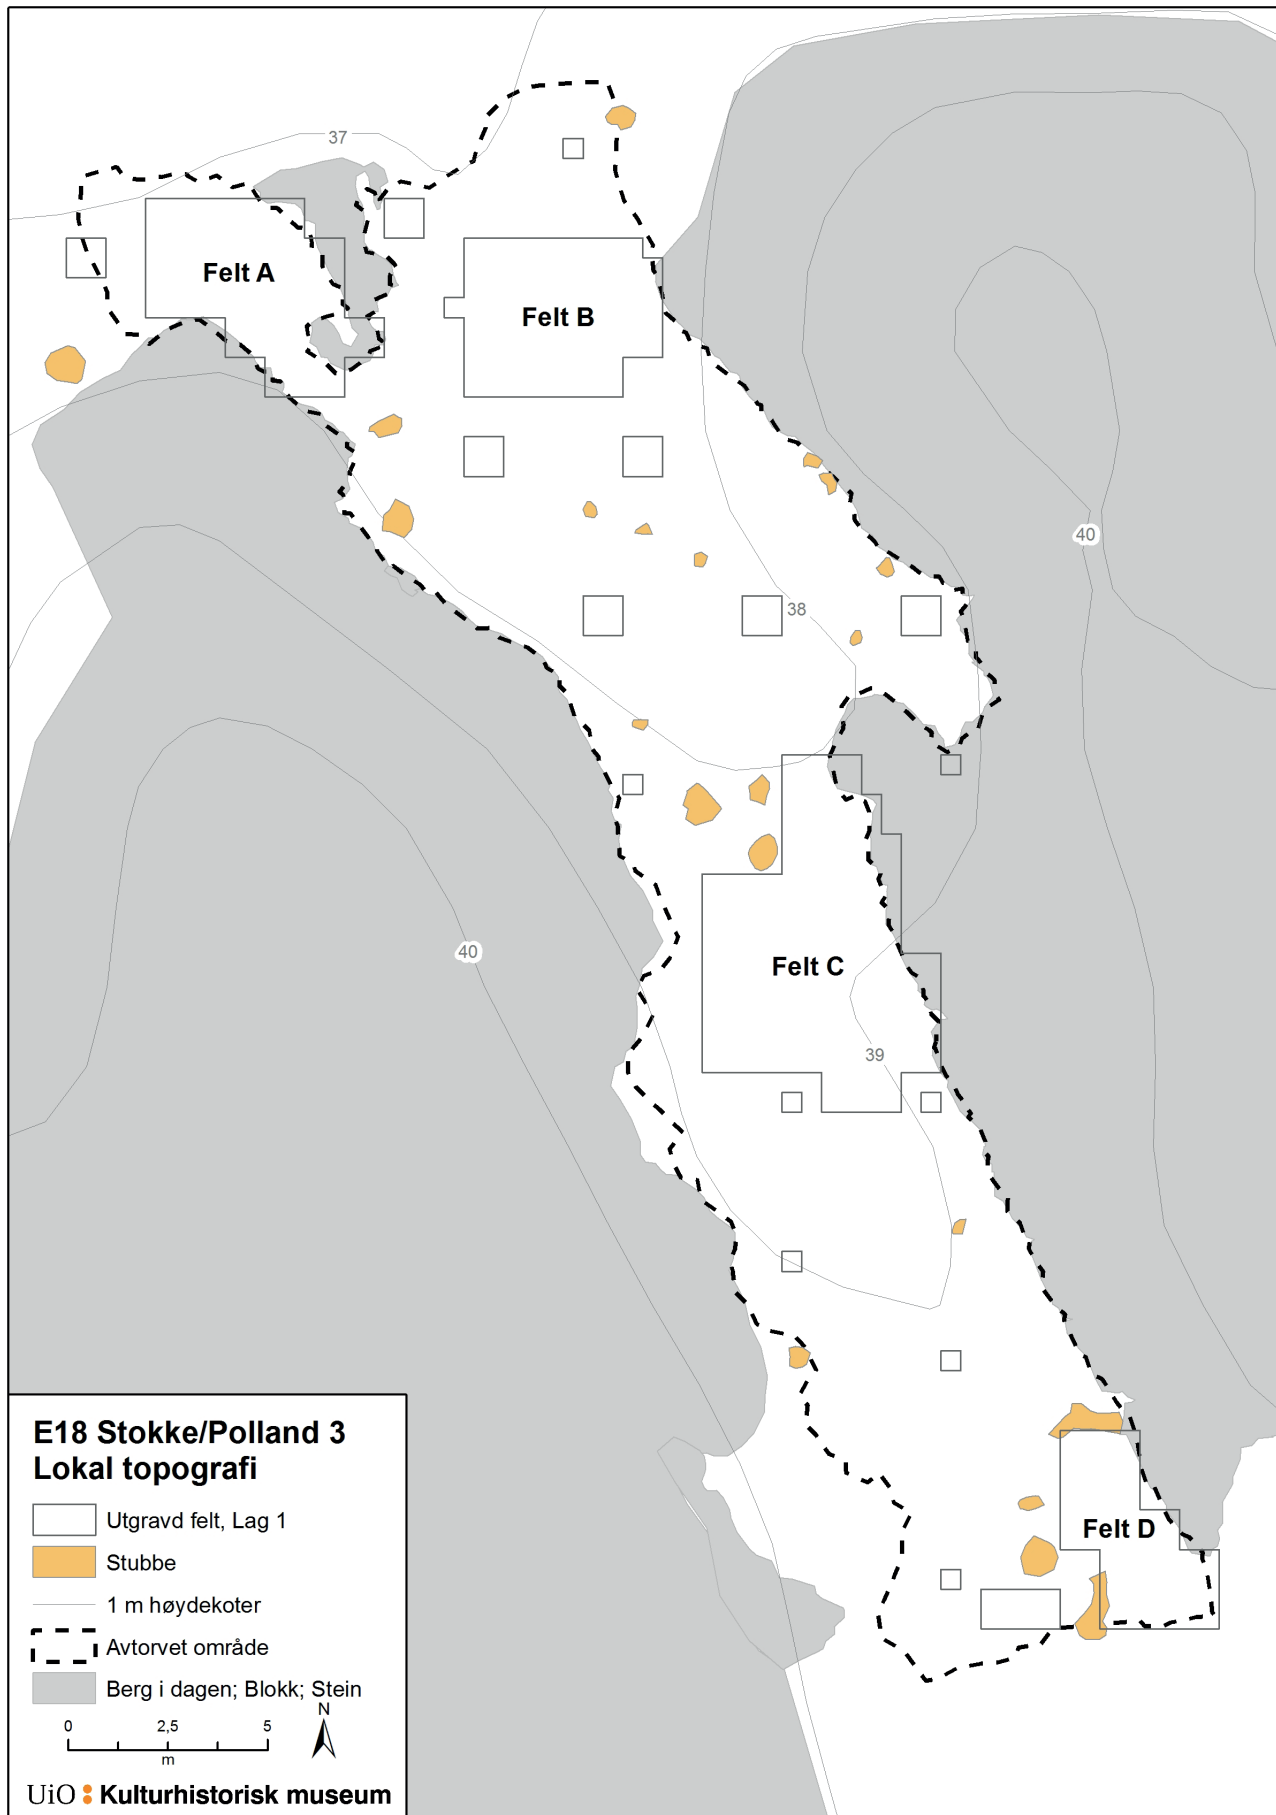 37
Felt A
Felt B
40
38
40
Felt C
39
Felt D
E18 Stokke/Polland 3
Lokal topografi
Utgravd felt, Lag 1
Stubbe
1 m høydekoter
Avtorvet område
Berg i dagen; Blokk; Stein
0 2,5 5
m
N
UiO Kulturhistorisk museum